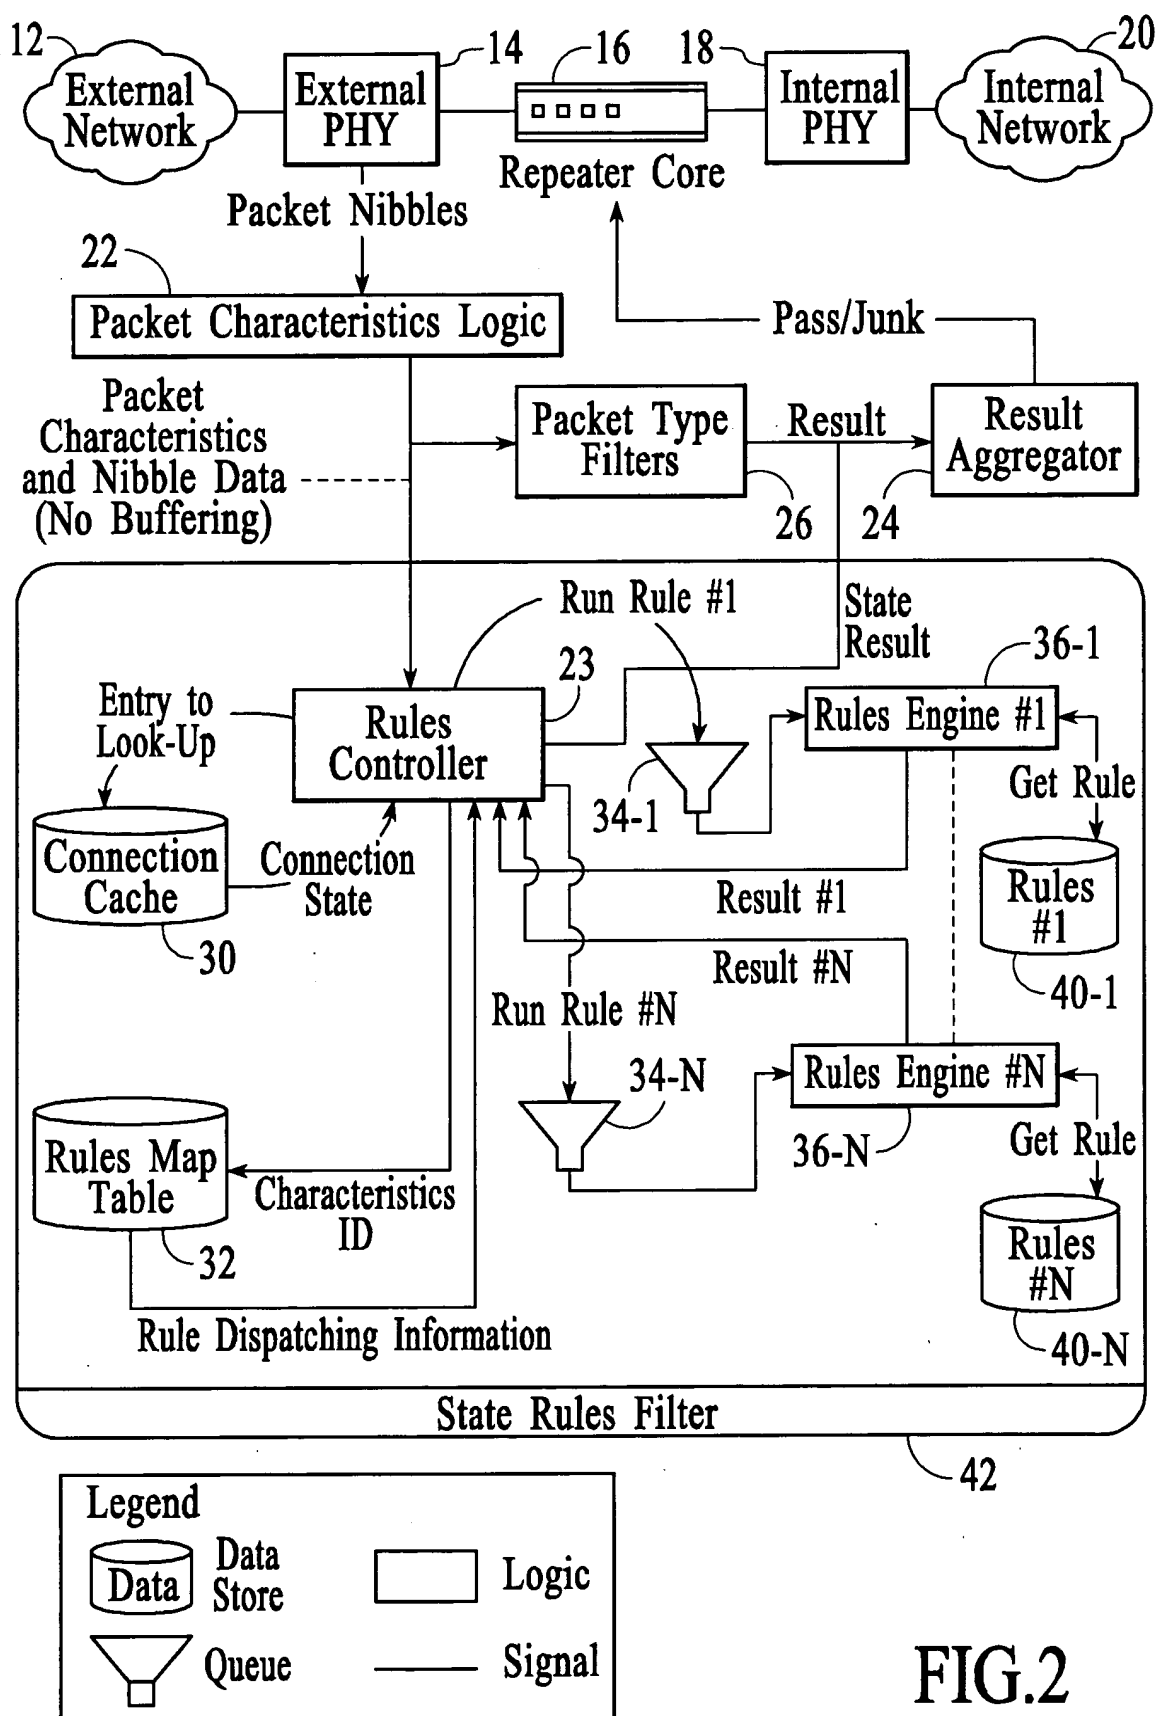 12
External
Network
External
PHY
14
16
Repeater Core
18
Internal
PHY
20
Internal
Network
Packet Nibbles
22
Packet Characteristics Logic
Pass/Junk
Packet
Characteristics
and Nibble Data
(No Buffering)
Packet Type
Filters
26
Result
Result
Aggregator
24
Run Rule #1
State
Result
36-1
23
Entry to
Look-Up
Rules
Controller
Rules Engine #1
34-1
Get Rule
Connection
Cache
30
Connection
State
Result #1
Rules
#1
40-1
Result #N
Run Rule #N
34-N
Rules Engine #N
36-N
Get Rule
Rules Map
Table
32
Characteristics
ID
Rules
#N
40-N
Rule Dispatching Information
State Rules Filter
42
Legend
Data
Data
Store
Logic
Queue
Signal
FIG.2